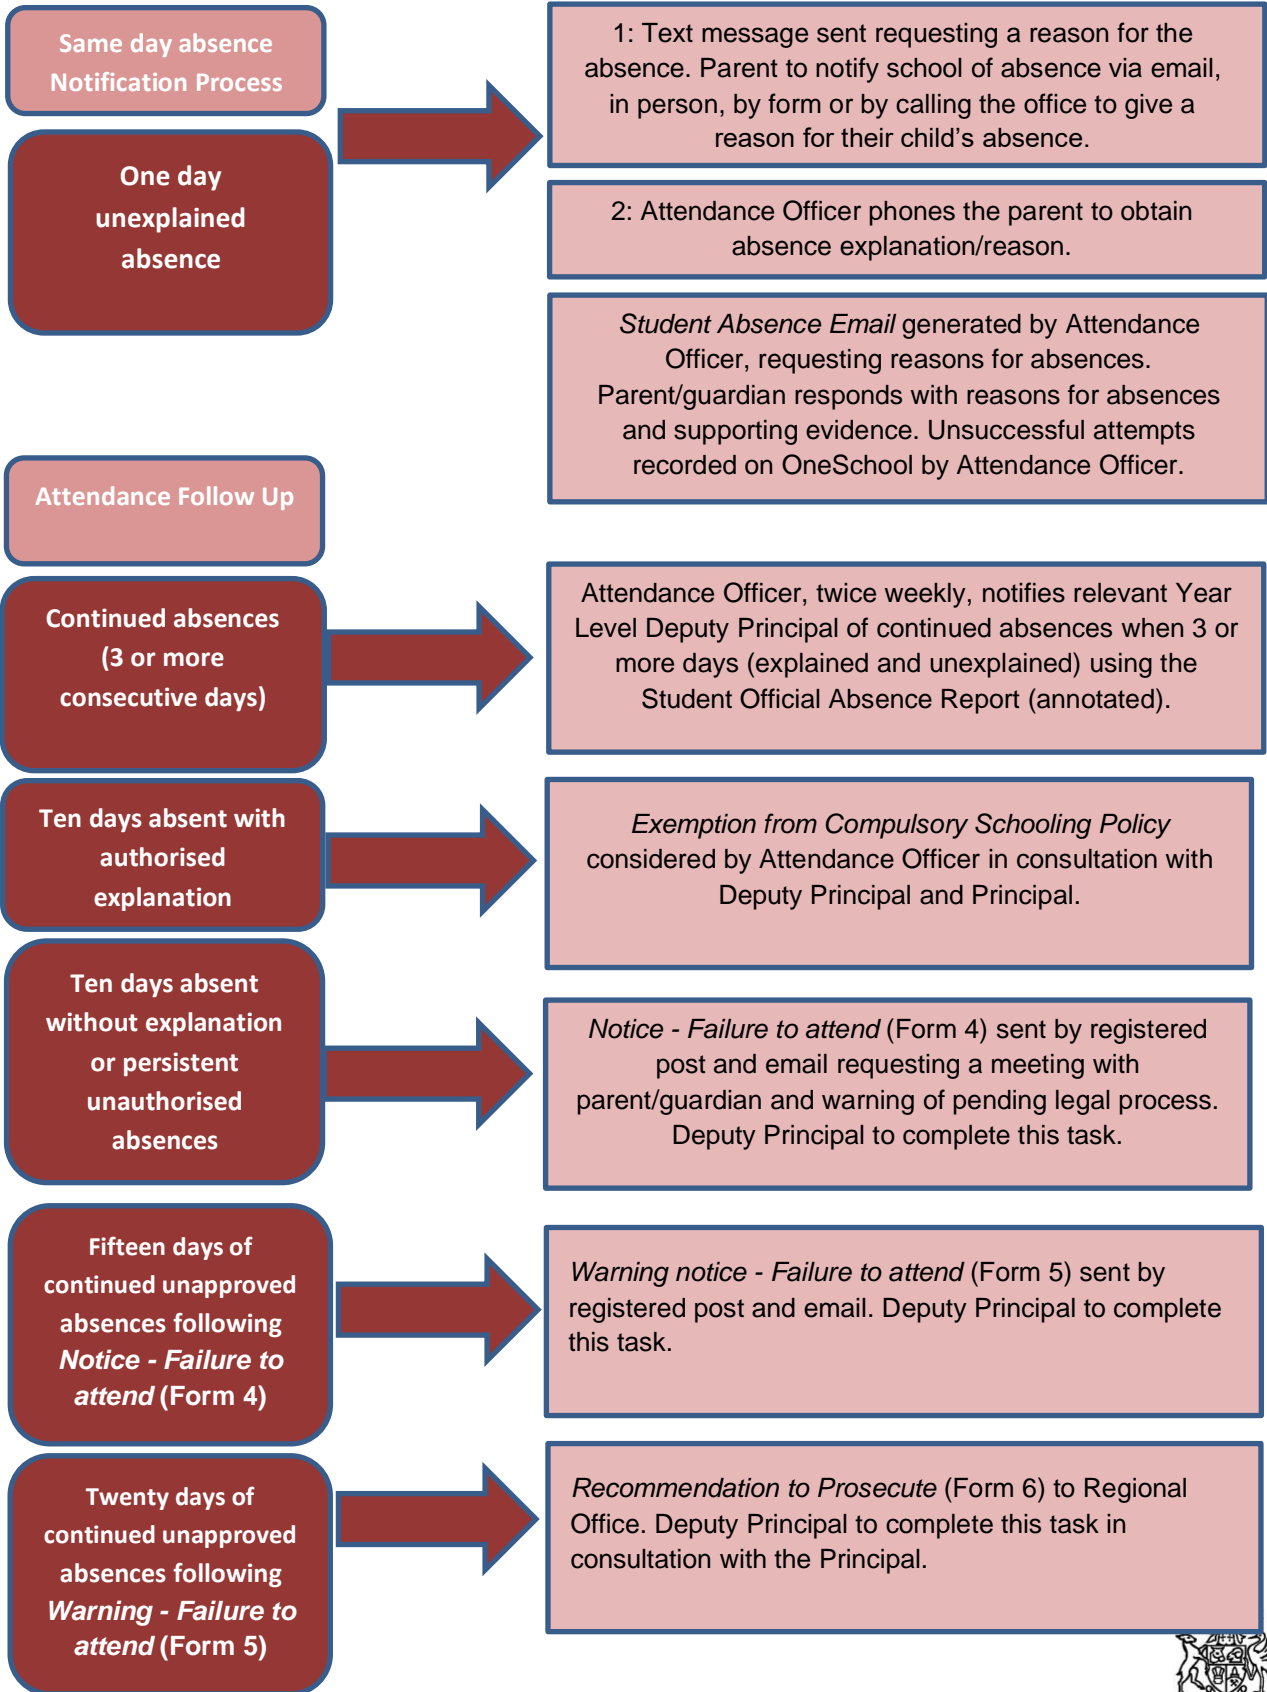 Same day absence
Notification Process
One day
unexplained
absence
1: Text message sent requesting a reason for the
absence. Parent to notify school of absence via email,
in person, by form or by calling the office to give a
reason for their child’s absence.
2: Attendance Officer phones the parent to obtain
absence explanation/reason.
Student Absence Email generated by Attendance
Officer, requesting reasons for absences.
Parent/guardian responds with reasons for absences
and supporting evidence. Unsuccessful attempts
recorded on OneSchool by Attendance Officer.
Attendance Follow Up
Continued absences
(3 or more
consecutive days)
Attendance Officer, twice weekly, notifies relevant Year
Level Deputy Principal of continued absences when 3 or
more days (explained and unexplained) using the
Student Official Absence Report (annotated).
Ten days absent with
authorised
explanation
Exemption from Compulsory Schooling Policy
considered by Attendance Officer in consultation with
Deputy Principal and Principal.
Ten days absent
without explanation
or persistent
unauthorised
absences
Notice - Failure to attend (Form 4) sent by registered
post and email requesting a meeting with
parent/guardian and warning of pending legal process.
Deputy Principal to complete this task.
Fifteen days of
continued unapproved
absences following
Notice - Failure to
attend (Form 4)
Warning notice - Failure to attend (Form 5) sent by
registered post and email. Deputy Principal to complete
this task.
Twenty days of
continued unapproved
absences following
Warning - Failure to
attend (Form 5)
Recommendation to Prosecute (Form 6) to Regional
Office. Deputy Principal to complete this task in
consultation with the Principal.